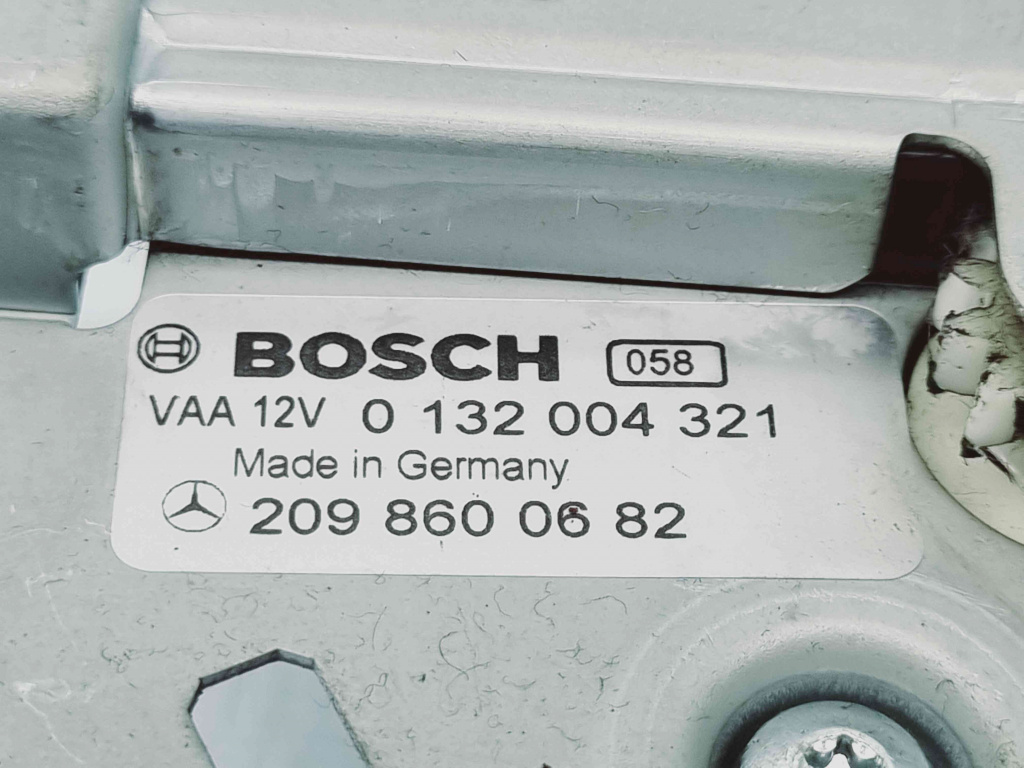 BOSCH 058
VAA 12V 0 132 004 321
Made in Germany
209 860 06 82